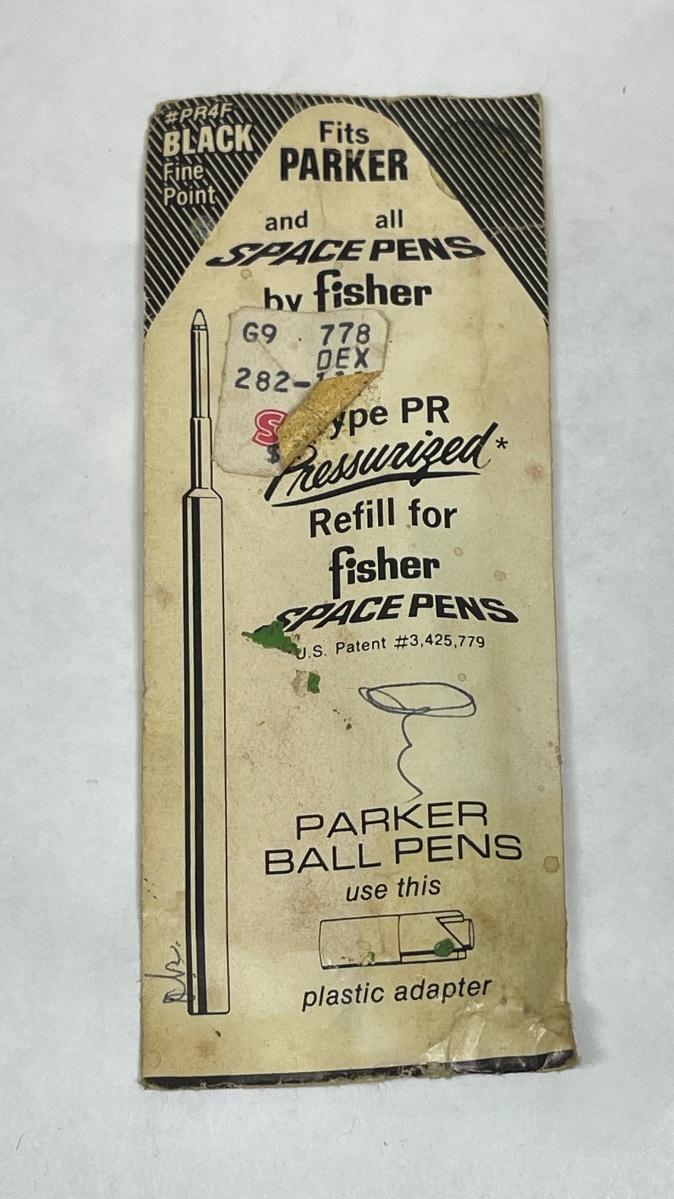 #PR4F
BLACK
Fine
Point
Fits
PARKER
and all
SPACE PENS
by fisher
G9 778
DEX
282-
ype PR
Pressurized*
Refill for
fisher
SPACE PENS
U.S. Patent #3,425,779
PARKER
BALL PENS
use this
plastic adapter